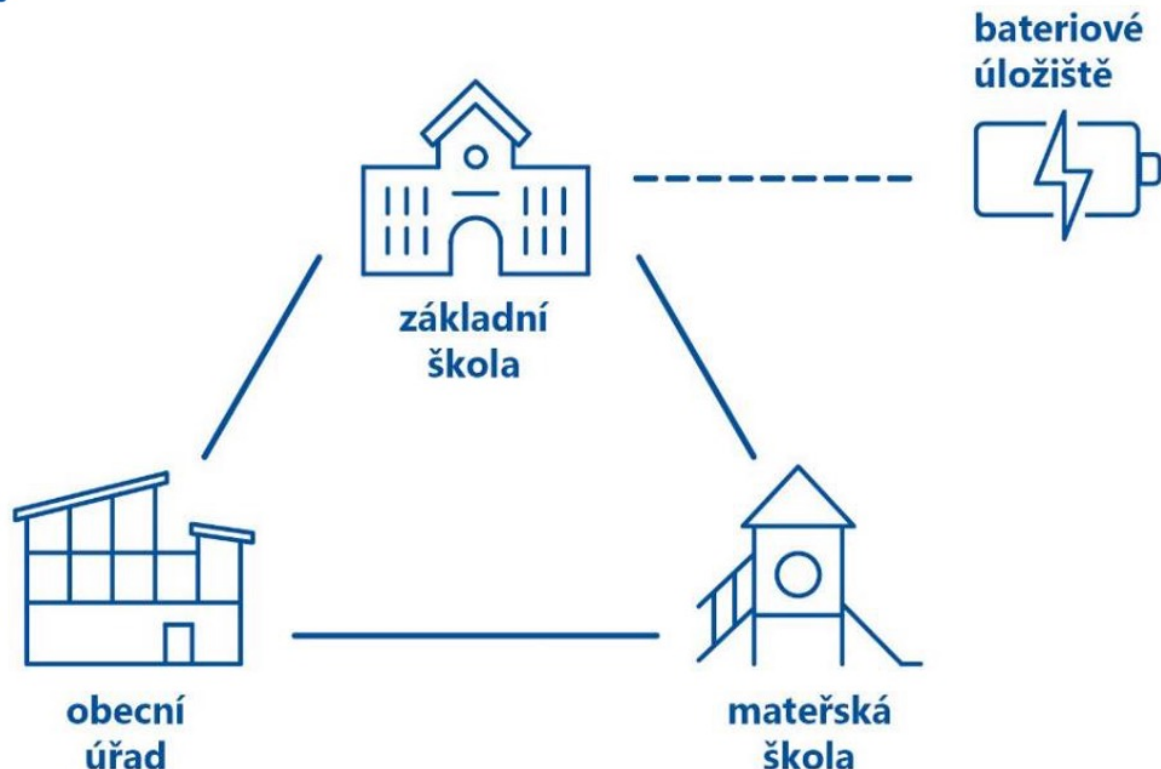 bateriové
úložiště
základní
škola
obecní
úřad
mateřská
škola